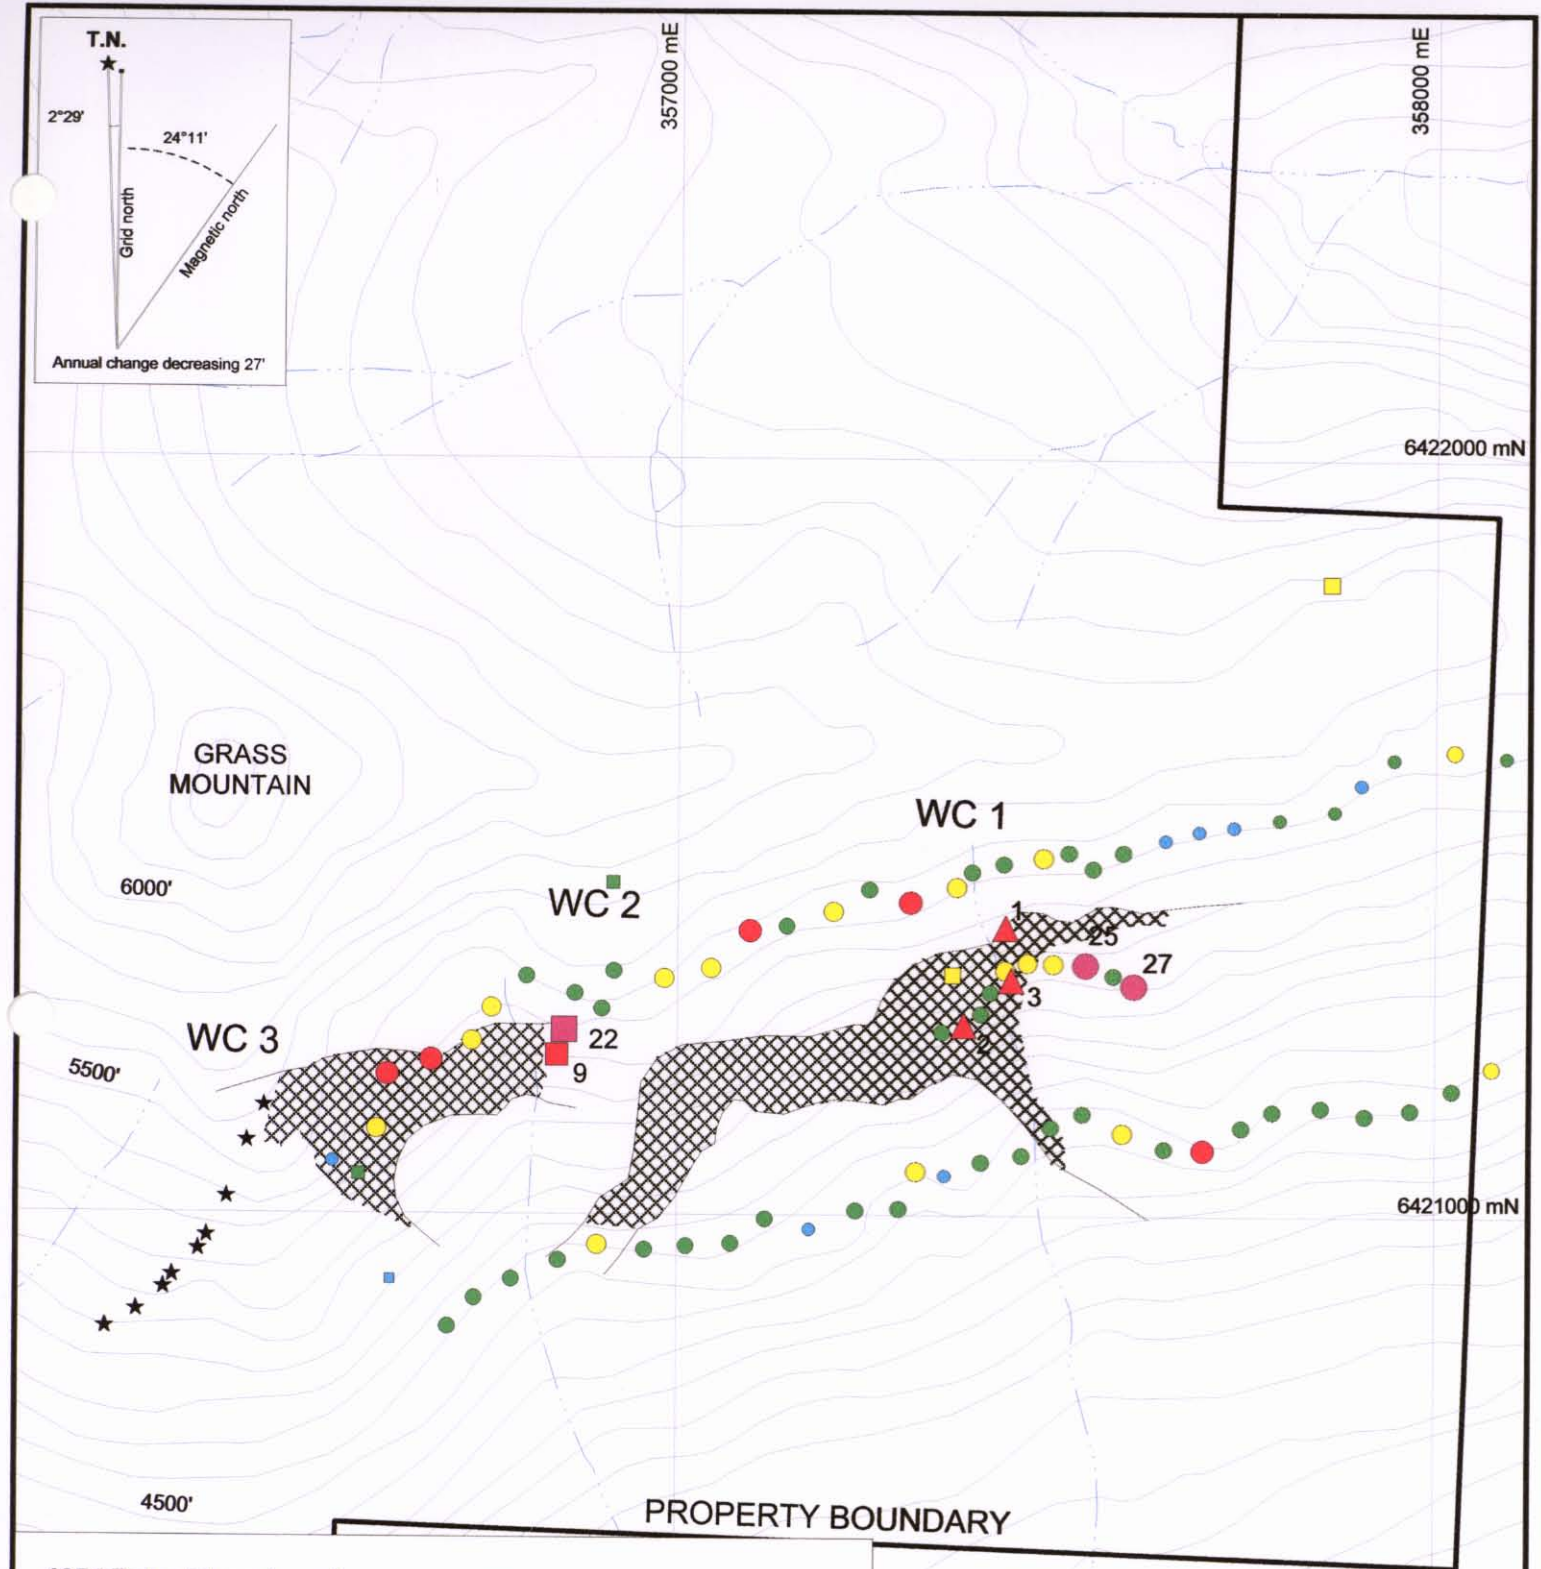 T.N.
2°29'
24°11'
Grid north
Magnetic north
Annual change decreasing 27'
357000 mE
358000 mE
6422000 mN
GRASS
MOUNTAIN
WC 1
6000'
WC 2
1
25
27
3
WC 3
22
2
9
5500'
6421000 mN
4500'
PROPERTY BOUNDARY